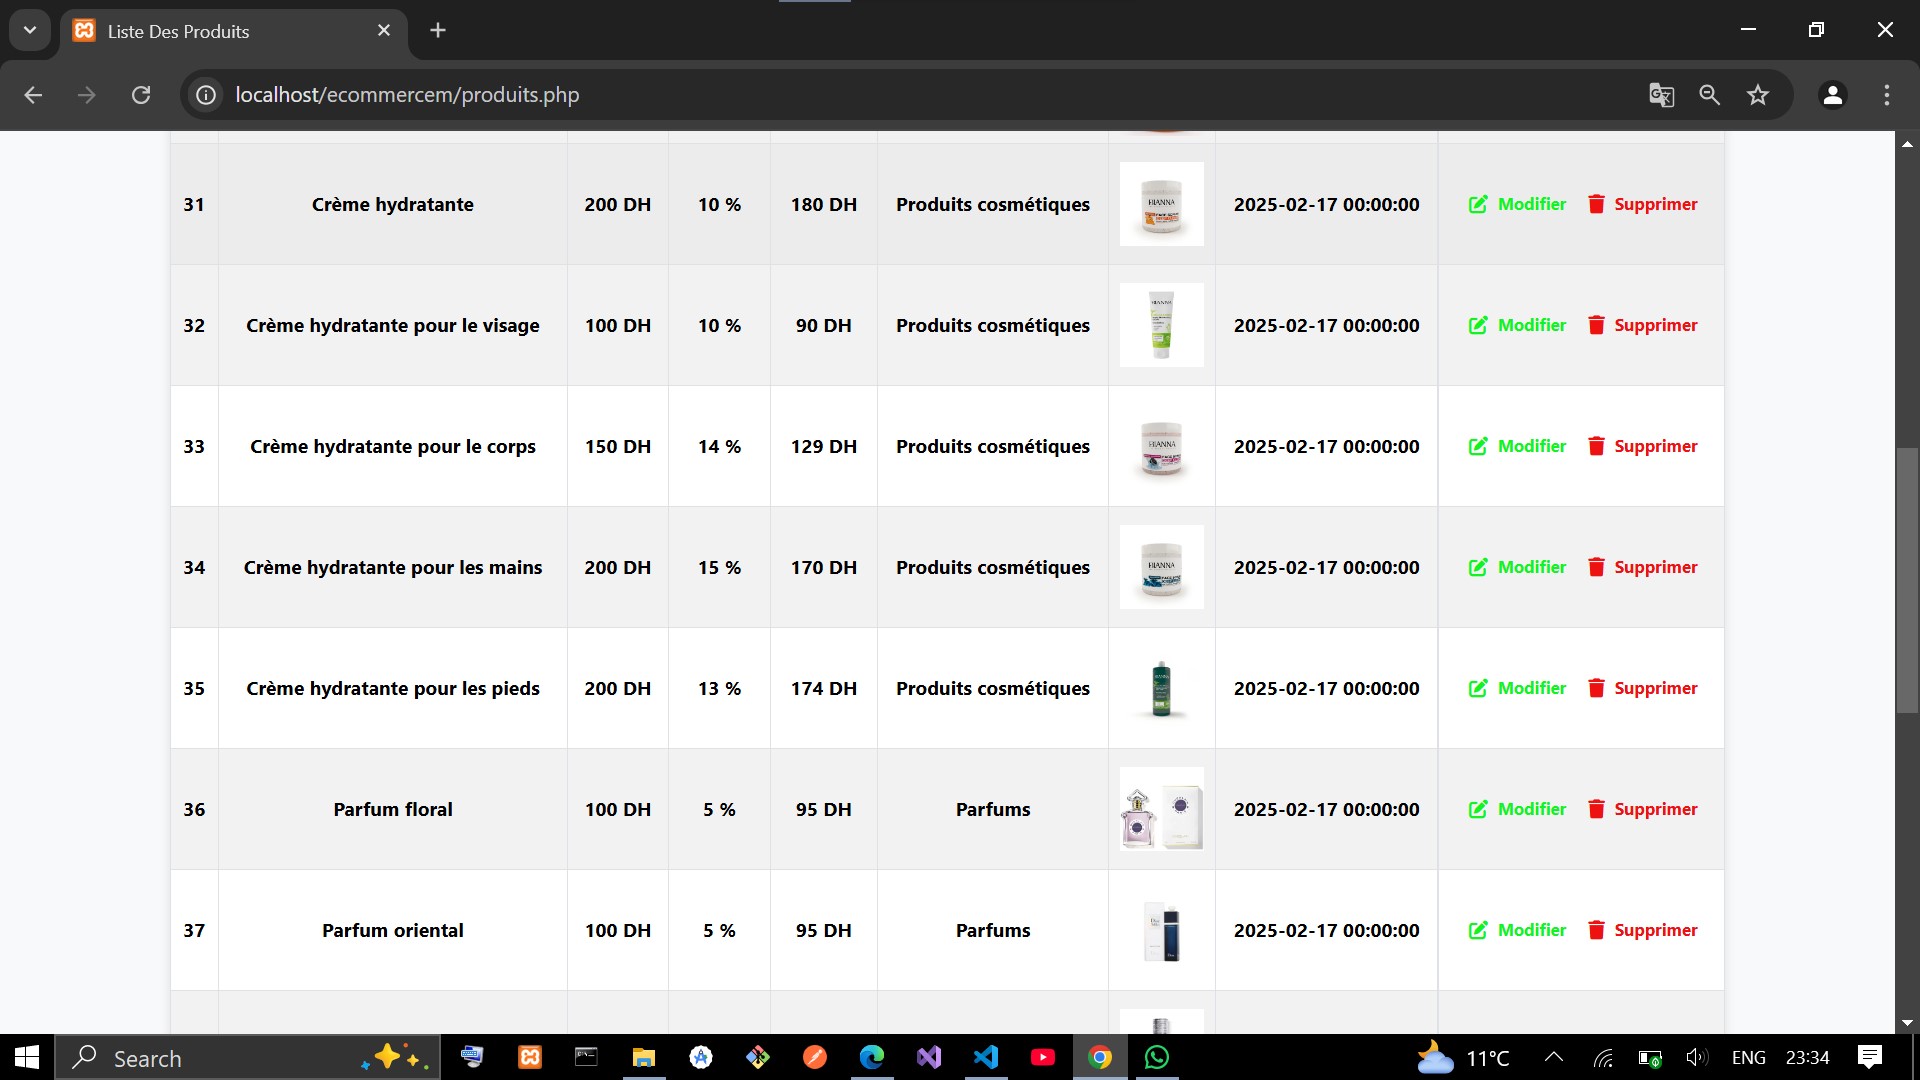 Liste Des Produits
localhost/ecommercem/produits.php
31 Crème hydratante 200 DH 10 % 180 DH Produits cosmétiques BIANNA 2025-02-17 00:00:00 Modifier Supprimer
32 Crème hydratante pour le visage 100 DH 10 % 90 DH Produits cosmétiques 2025-02-17 00:00:00 Modifier Supprimer
33 Crème hydratante pour le corps 150 DH 14 % 129 DH Produits cosmétiques BIANNA 2025-02-17 00:00:00 Modifier Supprimer
34 Crème hydratante pour les mains 200 DH 15 % 170 DH Produits cosmétiques BIANNA 2025-02-17 00:00:00 Modifier Supprimer
35 Crème hydratante pour les pieds 200 DH 13 % 174 DH Produits cosmétiques 2025-02-17 00:00:00 Modifier Supprimer
36 Parfum floral 100 DH 5 % 95 DH Parfums 2025-02-17 00:00:00 Modifier Supprimer
37 Parfum oriental 100 DH 5 % 95 DH Parfums 2025-02-17 00:00:00 Modifier Supprimer
Search 11°C ENG 23:34